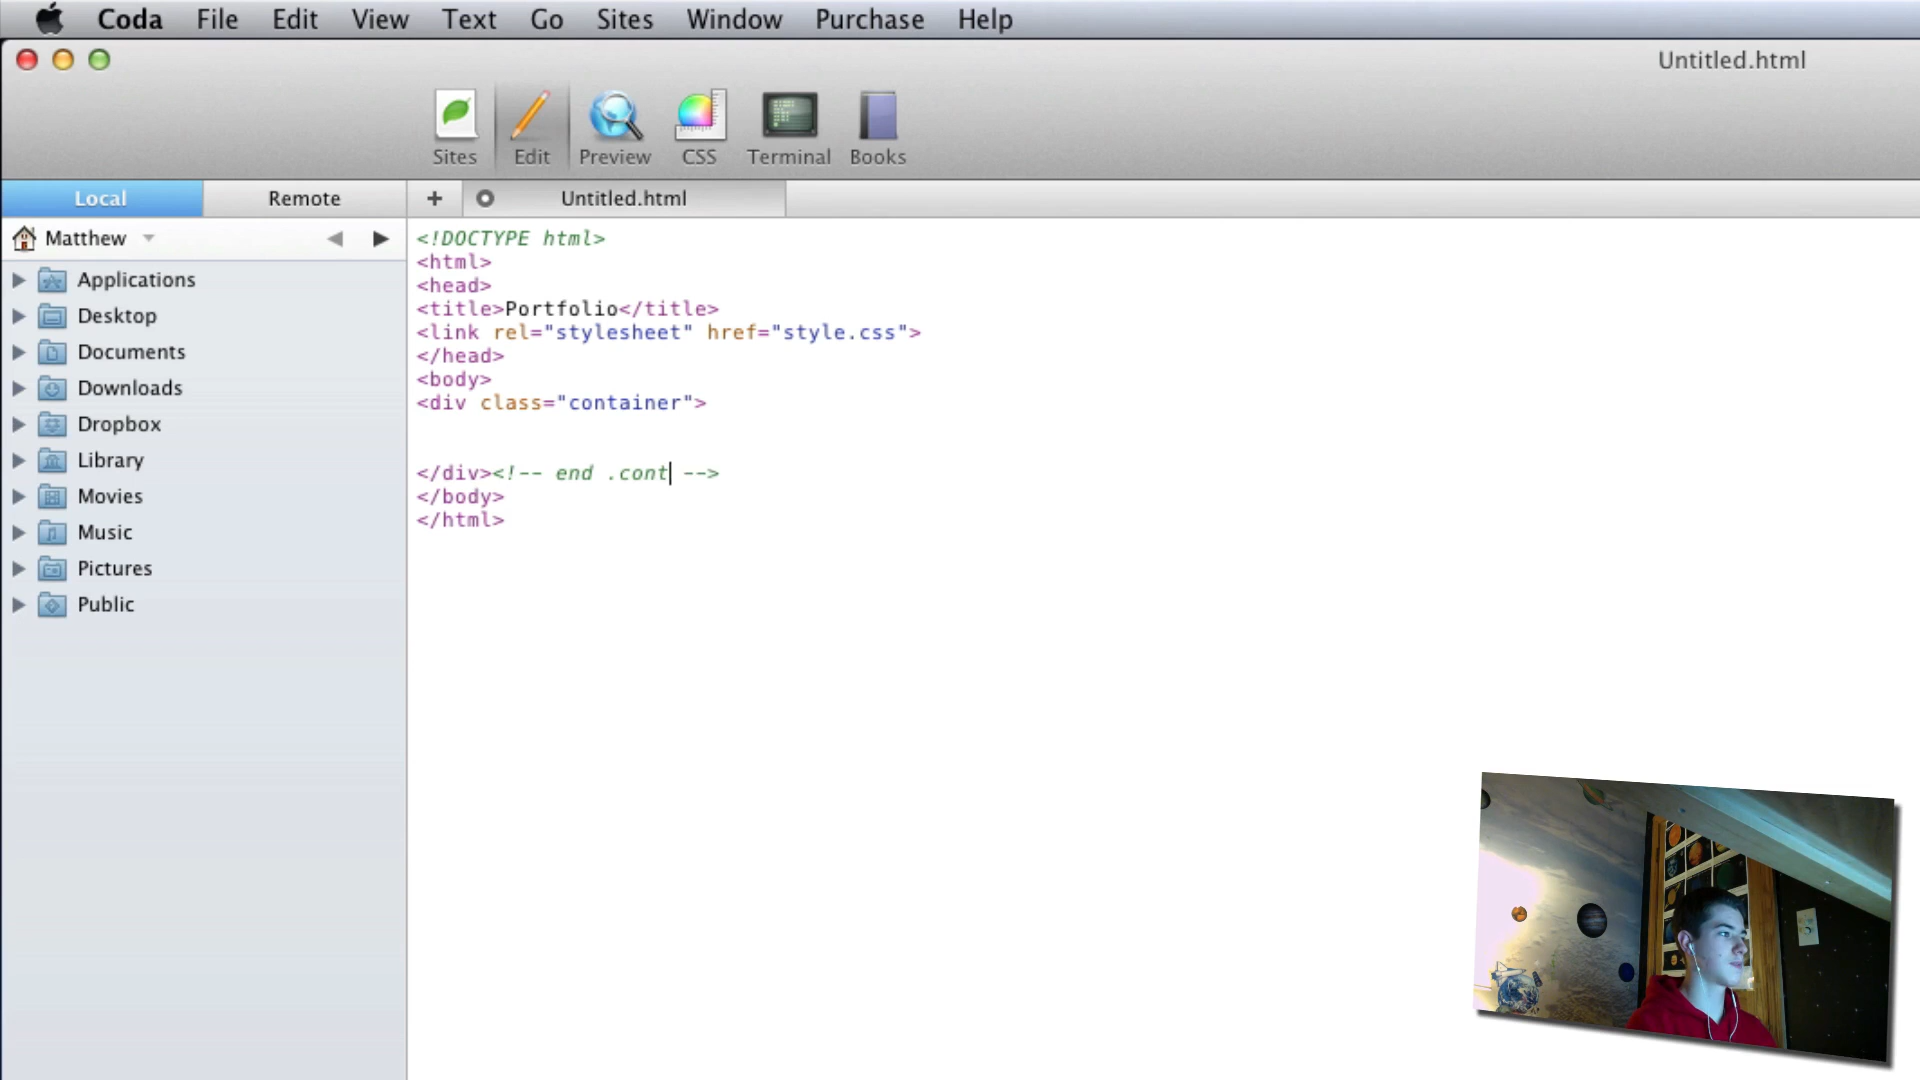 Coda File Edit View Text Go Sites Window Purchase Help
Untitled.html
Sites Edit Preview CSS Terminal Books
Local Remote + Untitled.html
Matthew
Applications
Desktop
Documents
Downloads
Dropbox
Library
Movies
Music
Pictures
Public
<!DOCTYPE html>
<html>
<head>
<title>Portfolio</title>
<link rel="stylesheet" href="style.css">
</head>
<body>
<div class="container">
</div><!-- end .cont -->
</body>
</html>